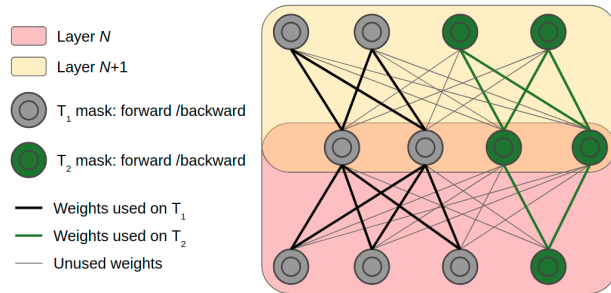 Layer N
Layer N+1
T1 mask: forward /backward
T2 mask: forward /backward
Weights used on T1
Weights used on T2
Unused weights